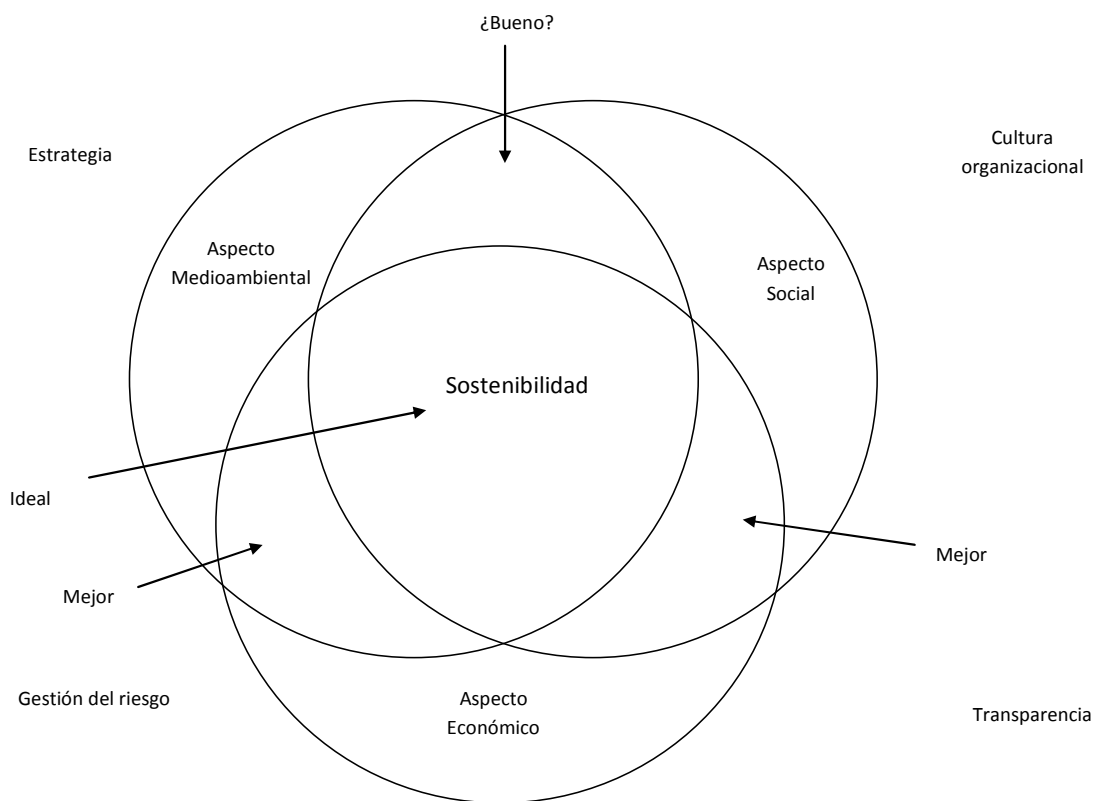 ¿Bueno?
Estrategia
Cultura
organizacional
Aspecto
Medioambiental
Aspecto
Social
Sostenibilidad
Ideal
Mejor
Mejor
Gestión del riesgo
Aspecto
Económico
Transparencia